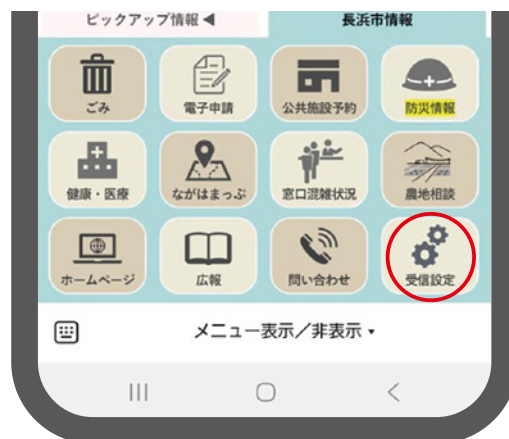 ピックアップ情報◀ 長浜市情報
ごみ 電子申請 公共施設予約 防災情報
健康・医療 ながはまっぷ 窓口混雑状況 農地相談
ホームページ 広報 問い合わせ 受信設定
メニュー表示／非表示▾